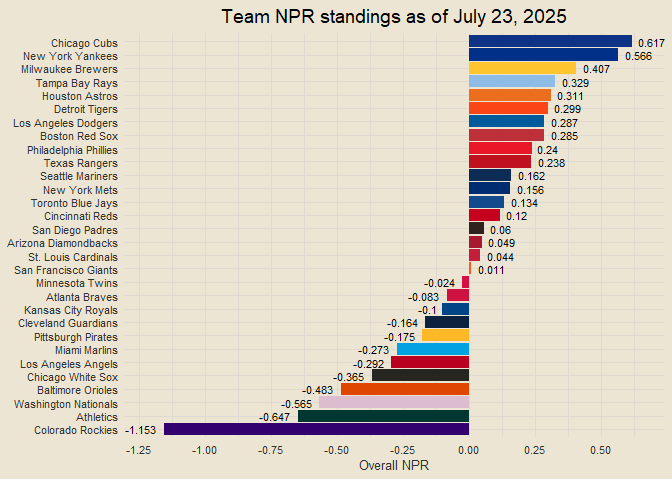 Team NPR standings as of July 23, 2025
Chicago Cubs 0.617
New York Yankees 0.566
Milwaukee Brewers 0.407
Tampa Bay Rays 0.329
Houston Astros 0.311
Detroit Tigers 0.299
Los Angeles Dodgers 0.287
Boston Red Sox 0.285
Philadelphia Phillies 0.24
Texas Rangers 0.238
Seattle Mariners 0.162
New York Mets 0.156
Toronto Blue Jays 0.134
Cincinnati Reds 0.12
San Diego Padres 0.06
Arizona Diamondbacks 0.049
St. Louis Cardinals 0.044
San Francisco Giants 0.011
Minnesota Twins -0.024
Atlanta Braves -0.083
Kansas City Royals -0.1
Cleveland Guardians -0.164
Pittsburgh Pirates -0.175
Miami Marlins -0.273
Los Angeles Angels -0.292
Chicago White Sox -0.365
Baltimore Orioles -0.483
Washington Nationals -0.565
Athletics -0.647
Colorado Rockies -1.153
-1.25 -1.00 -0.75 -0.50 -0.25 0.00 0.25 0.50
Overall NPR